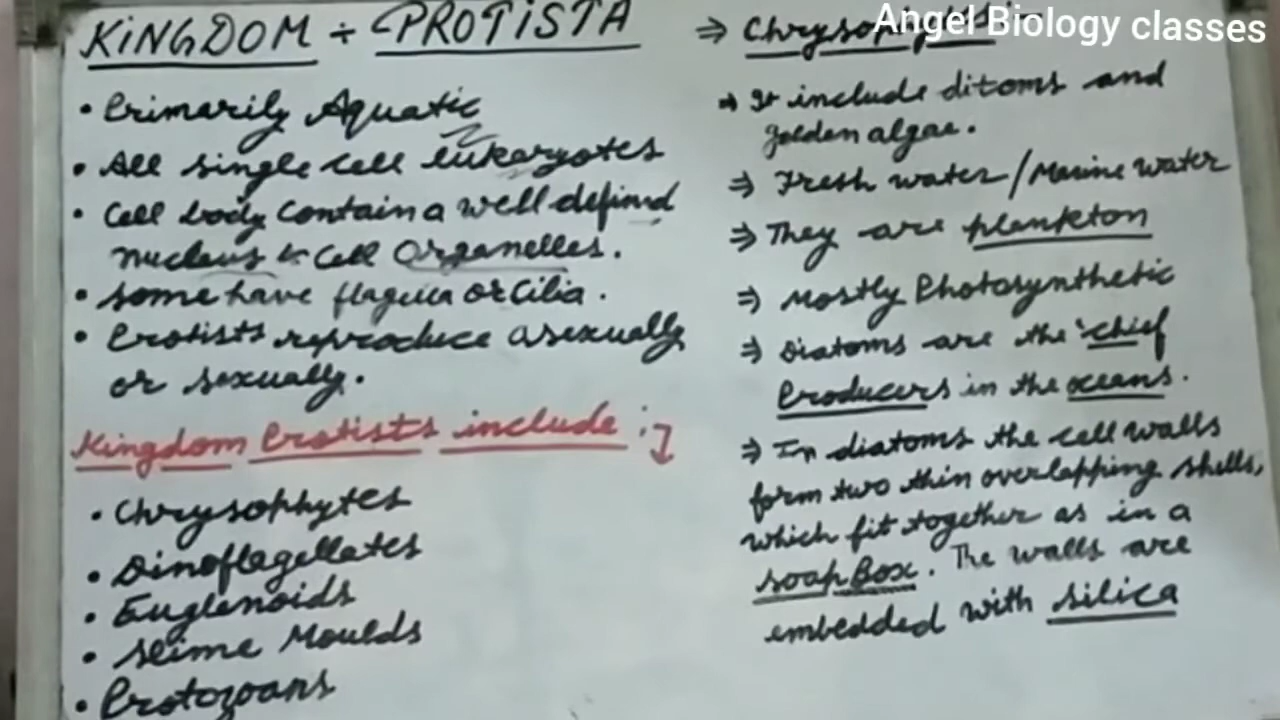 KINGDOM ÷ PROTISTA
• Primarily Aquatic
• All single cell eukaryotes
• Cell body contain a well defined
nucleus & Cell Organelles.
• some have flagella or Cilia.
• Protists reproduce asexually
or sexually.
Kingdom Protists include :⁊
• Chrysophytes
• Dinoflagellates
• Euglenoids
• Slime Moulds
• Protozoans
Angel Biology classes
⇒ Chrysophytes
⇒ It include ditoms and
golden algae.
⇒ Fresh water/Marine water
⇒ They are plankton
⇒ Mostly Photosynthetic
⇒ Diatoms are the 'chief
Producers in the oceans.
⇒ In diatoms the cell walls
form two thin overlapping shells,
which fit together as in a
soap Box. The walls are
embedded with silica